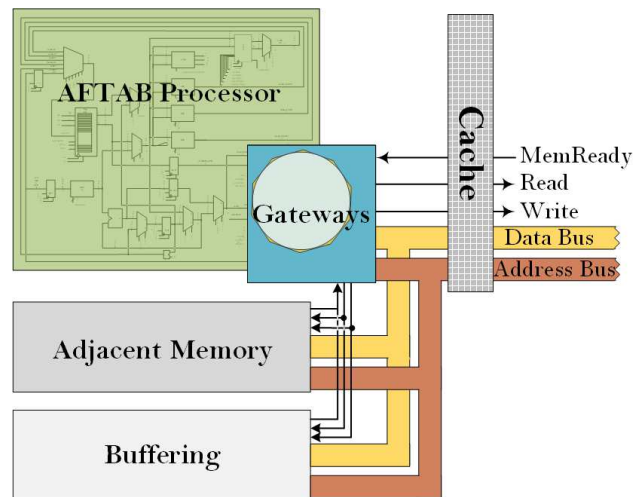 AFTAB Processor
Cache
MemReady
Read
Gateways
Write
Data Bus
Address Bus
Adjacent Memory
Buffering